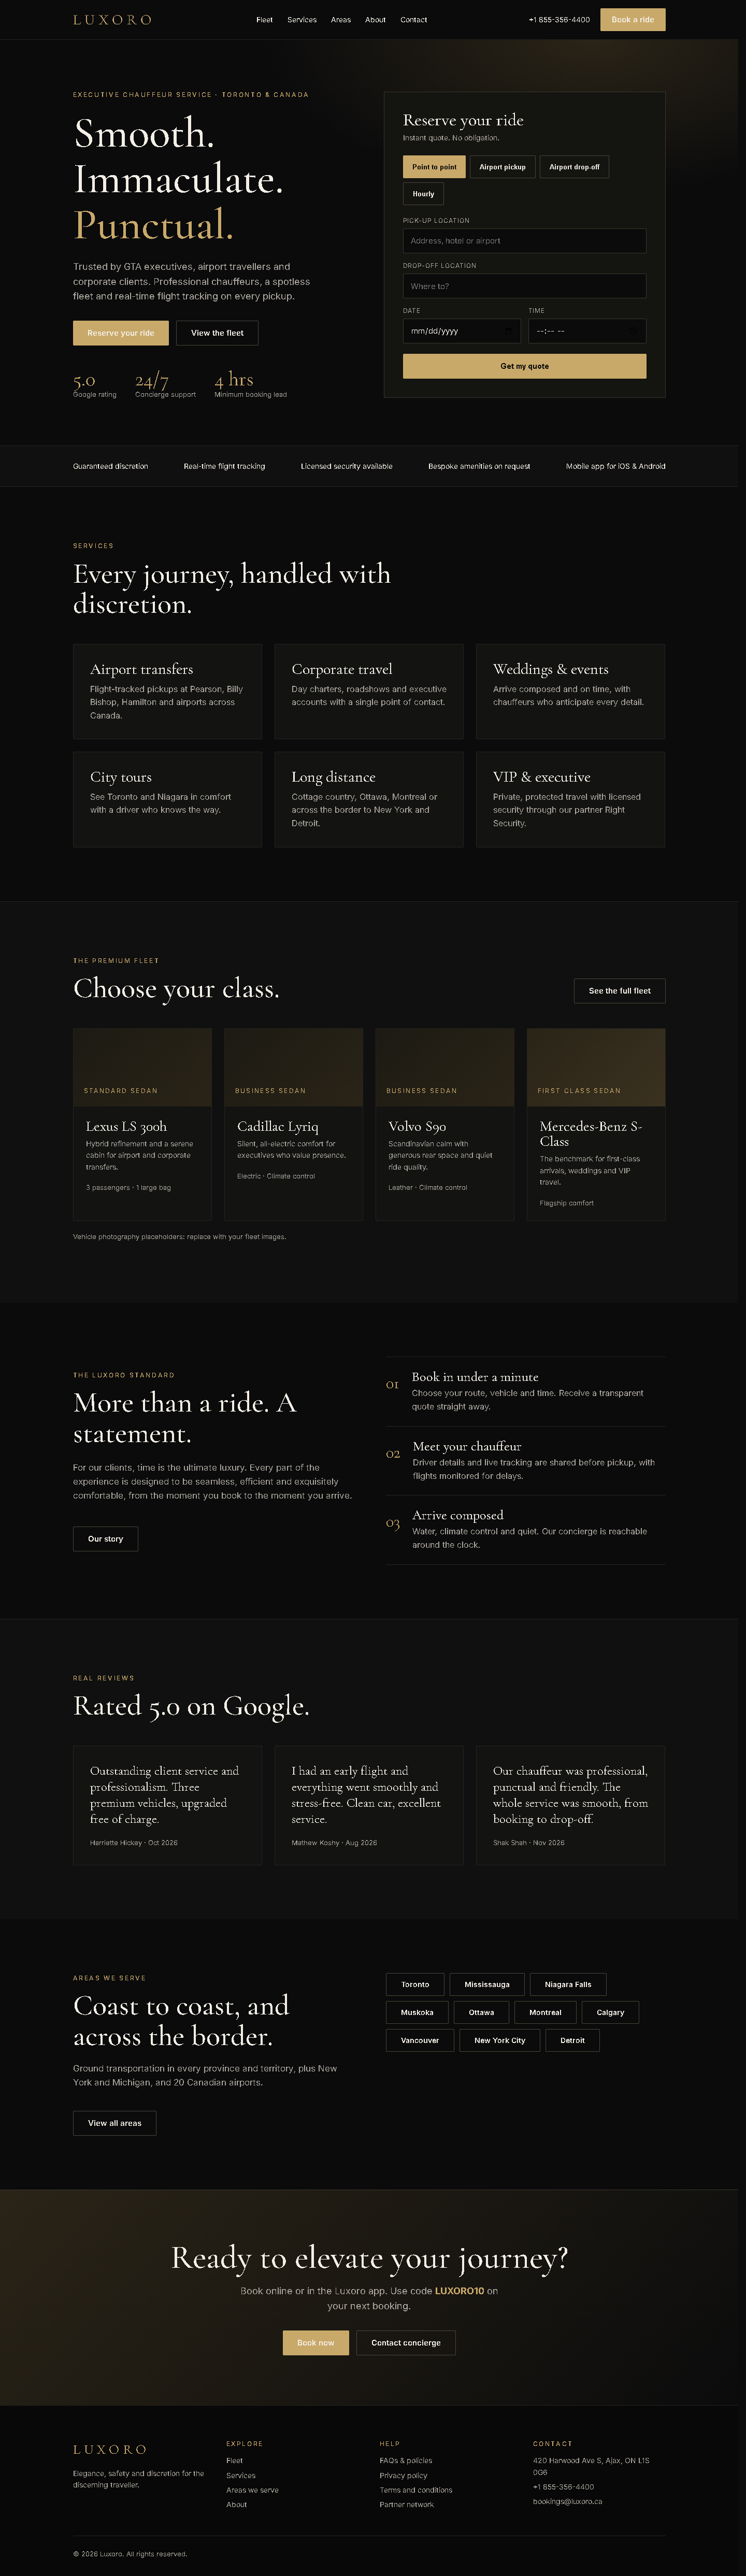 LUXORO
Fleet Services Areas About Contact
+1 855-356-4400
Book a ride
EXECUTIVE CHAUFFEUR SERVICE · TORONTO & CANADA
Smooth.
Immaculate.
Punctual.
Trusted by GTA executives, airport travellers and
corporate clients. Professional chauffeurs, a spotless
fleet and real-time flight tracking on every pickup.
Reserve your ride
View the fleet
5.0
Google rating
24/7
Concierge support
4 hrs
Minimum booking lead
Reserve your ride
Instant quote. No obligation.
Point to point
Airport pickup
Airport drop-off
Hourly
PICK-UP LOCATION
Address, hotel or airport
DROP-OFF LOCATION
Where to?
DATE
mm/dd/yyyy
TIME
--:-- --
Get my quote
Guaranteed discretion
Real-time flight tracking
Licensed security available
Bespoke amenities on request
Mobile app for iOS & Android
SERVICES
Every journey, handled with
discretion.
Airport transfers
Flight-tracked pickups at Pearson, Billy
Bishop, Hamilton and airports across
Canada.
Corporate travel
Day charters, roadshows and executive
accounts with a single point of contact.
Weddings & events
Arrive composed and on time, with
chauffeurs who anticipate every detail.
City tours
See Toronto and Niagara in comfort
with a driver who knows the way.
Long distance
Cottage country, Ottawa, Montreal or
across the border to New York and
Detroit.
VIP & executive
Private, protected travel with licensed
security through our partner Right
Security.
THE PREMIUM FLEET
Choose your class.
See the full fleet
STANDARD SEDAN
Lexus LS 300h
Hybrid refinement and a serene
cabin for airport and corporate
transfers.
3 passengers · 1 large bag
BUSINESS SEDAN
Cadillac Lyriq
Silent, all-electric comfort for
executives who value presence.
Electric · Climate control
BUSINESS SEDAN
Volvo S90
Scandinavian calm with
generous rear space and quiet
ride quality.
Leather · Climate control
FIRST CLASS SEDAN
Mercedes-Benz S-
Class
The benchmark for first-class
arrivals, weddings and VIP
travel.
Flagship comfort
Vehicle photography placeholders: replace with your fleet images.
THE LUXORO STANDARD
More than a ride. A
statement.
For our clients, time is the ultimate luxury. Every part of the
experience is designed to be seamless, efficient and exquisitely
comfortable, from the moment you book to the moment you arrive.
Our story
01
Book in under a minute
Choose your route, vehicle and time. Receive a transparent
quote straight away.
02
Meet your chauffeur
Driver details and live tracking are shared before pickup, with
flights monitored for delays.
03
Arrive composed
Water, climate control and quiet. Our concierge is reachable
around the clock.
REAL REVIEWS
Rated 5.0 on Google.
Outstanding client service and
professionalism. Three
premium vehicles, upgraded
free of charge.
Harriette Hickey · Oct 2026
I had an early flight and
everything went smoothly and
stress-free. Clean car, excellent
service.
Mathew Koshy · Aug 2026
Our chauffeur was professional,
punctual and friendly. The
whole service was smooth, from
booking to drop-off.
Shak Shah · Nov 2026
AREAS WE SERVE
Coast to coast, and
across the border.
Ground transportation in every province and territory, plus New
York and Michigan, and 20 Canadian airports.
View all areas
Toronto
Mississauga
Niagara Falls
Muskoka
Ottawa
Montreal
Calgary
Vancouver
New York City
Detroit
Ready to elevate your journey?
Book online or in the Luxoro app. Use code LUXORO10 on
your next booking.
Book now
Contact concierge
LUXORO
Elegance, safety and discretion for the
discerning traveller.
EXPLORE
Fleet
Services
Areas we serve
About
HELP
FAQs & policies
Privacy policy
Terms and conditions
Partner network
CONTACT
420 Harwood Ave S, Ajax, ON L1S
0G6
+1 855-356-4400
bookings@luxoro.ca
© 2026 Luxoro. All rights reserved.